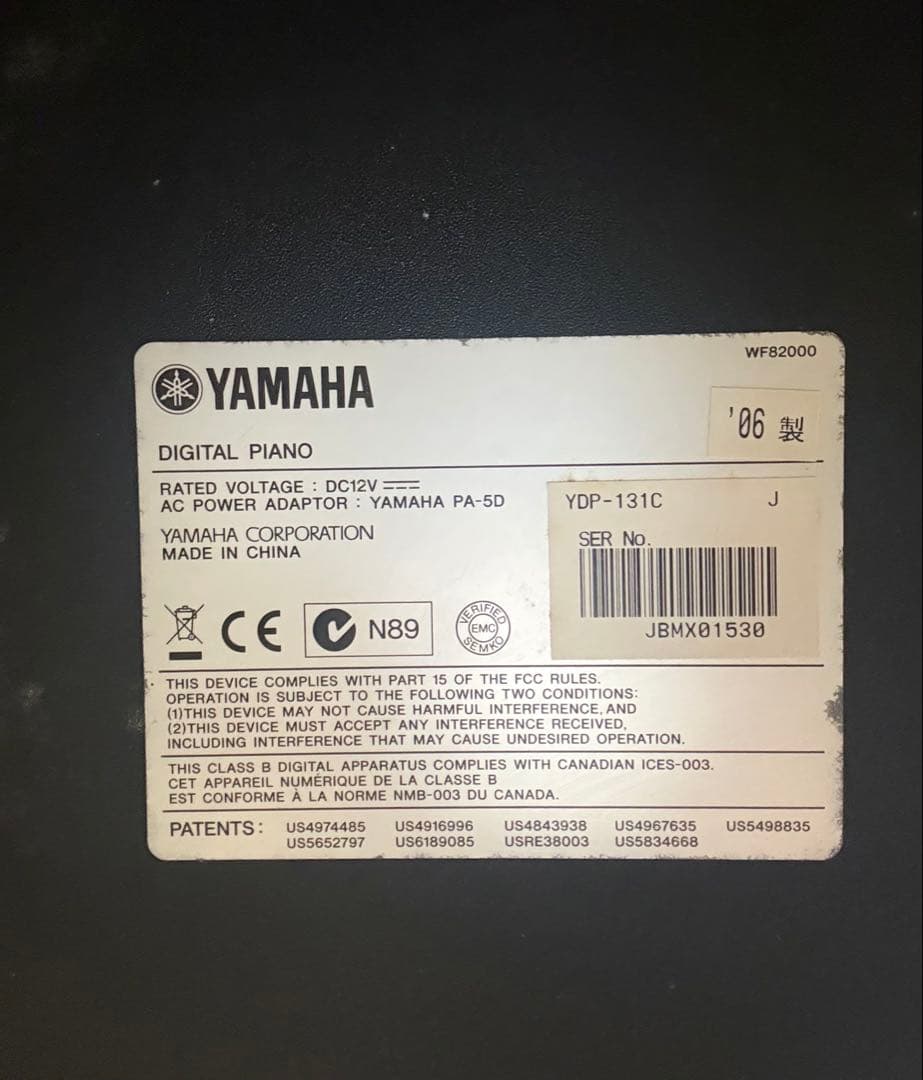 WF82000
YAMAHA
'06 製
DIGITAL PIANO
RATED VOLTAGE : DC12V
AC POWER ADAPTOR : YAMAHA PA-5D
YAMAHA CORPORATION
MADE IN CHINA
YDP-131C J
SER No.
JBMX01530
CE
N89
VERIFIED
EMC
SEMKO
THIS DEVICE COMPLIES WITH PART 15 OF THE FCC RULES.
OPERATION IS SUBJECT TO THE FOLLOWING TWO CONDITIONS:
(1)THIS DEVICE MAY NOT CAUSE HARMFUL INTERFERENCE, AND
(2)THIS DEVICE MUST ACCEPT ANY INTERFERENCE RECEIVED,
INCLUDING INTERFERENCE THAT MAY CAUSE UNDESIRED OPERATION.
THIS CLASS B DIGITAL APPARATUS COMPLIES WITH CANADIAN ICES-003.
CET APPAREIL NUMÉRIQUE DE LA CLASSE B
EST CONFORME À LA NORME NMB-003 DU CANADA.
PATENTS : US4974485 US4916996 US4843938 US4967635 US5498835
US5652797 US6189085 USRE38003 US5834668